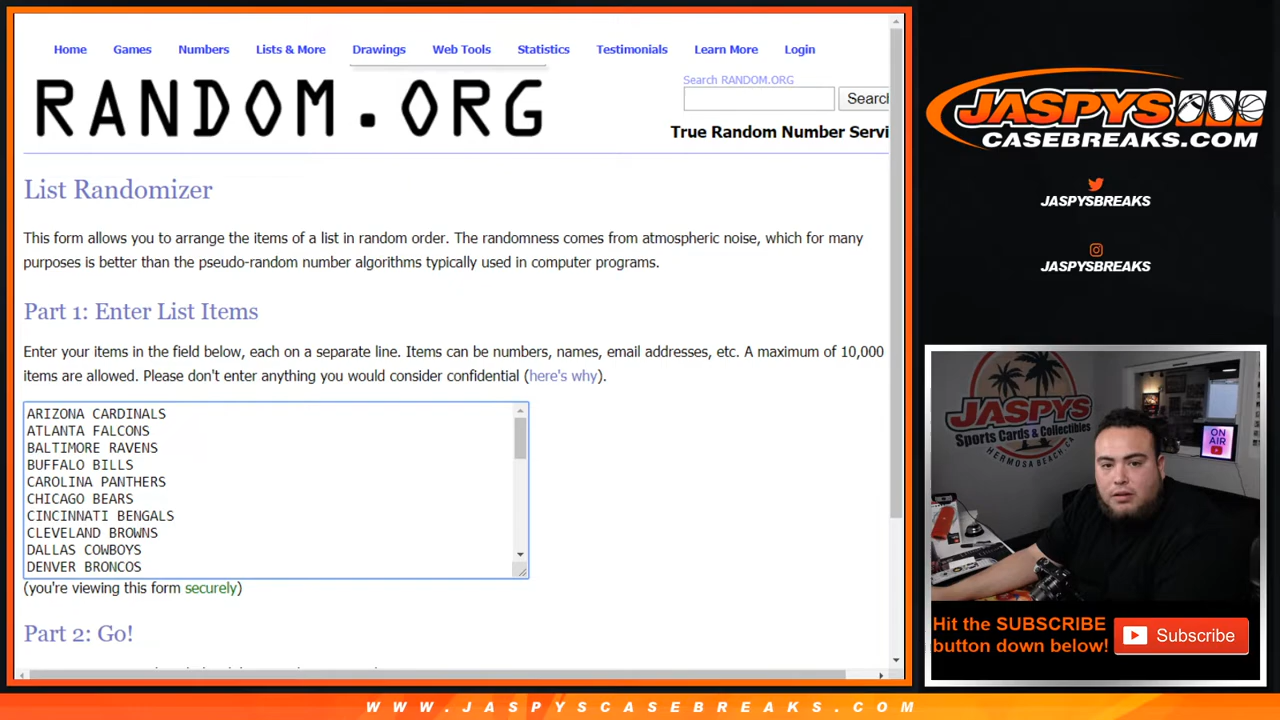 Home Games Numbers Lists & More Drawings Web Tools Statistics Testimonials Learn More Login
RANDOM.ORG
Search RANDOM.ORG
Search
True Random Number Servi
List Randomizer
This form allows you to arrange the items of a list in random order. The randomness comes from atmospheric noise, which for many
purposes is better than the pseudo-random number algorithms typically used in computer programs.
Part 1: Enter List Items
Enter your items in the field below, each on a separate line. Items can be numbers, names, email addresses, etc. A maximum of 10,000
items are allowed. Please don't enter anything you would consider confidential (here's why).
ARIZONA CARDINALS
ATLANTA FALCONS
BALTIMORE RAVENS
BUFFALO BILLS
CAROLINA PANTHERS
CHICAGO BEARS
CINCINNATI BENGALS
CLEVELAND BROWNS
DALLAS COWBOYS
DENVER BRONCOS
(you're viewing this form securely)
Part 2: Go!
JASPYS
CASEBREAKS.COM
JASPYSBREAKS
JASPYSBREAKS
JASPYS
Sports Cards & Collectibles
HERMOSA BEACH, CA
ON
AIR
Hit the SUBSCRIBE
button down below!
Subscribe
WWW.JASPYSCASEBREAKS.COM